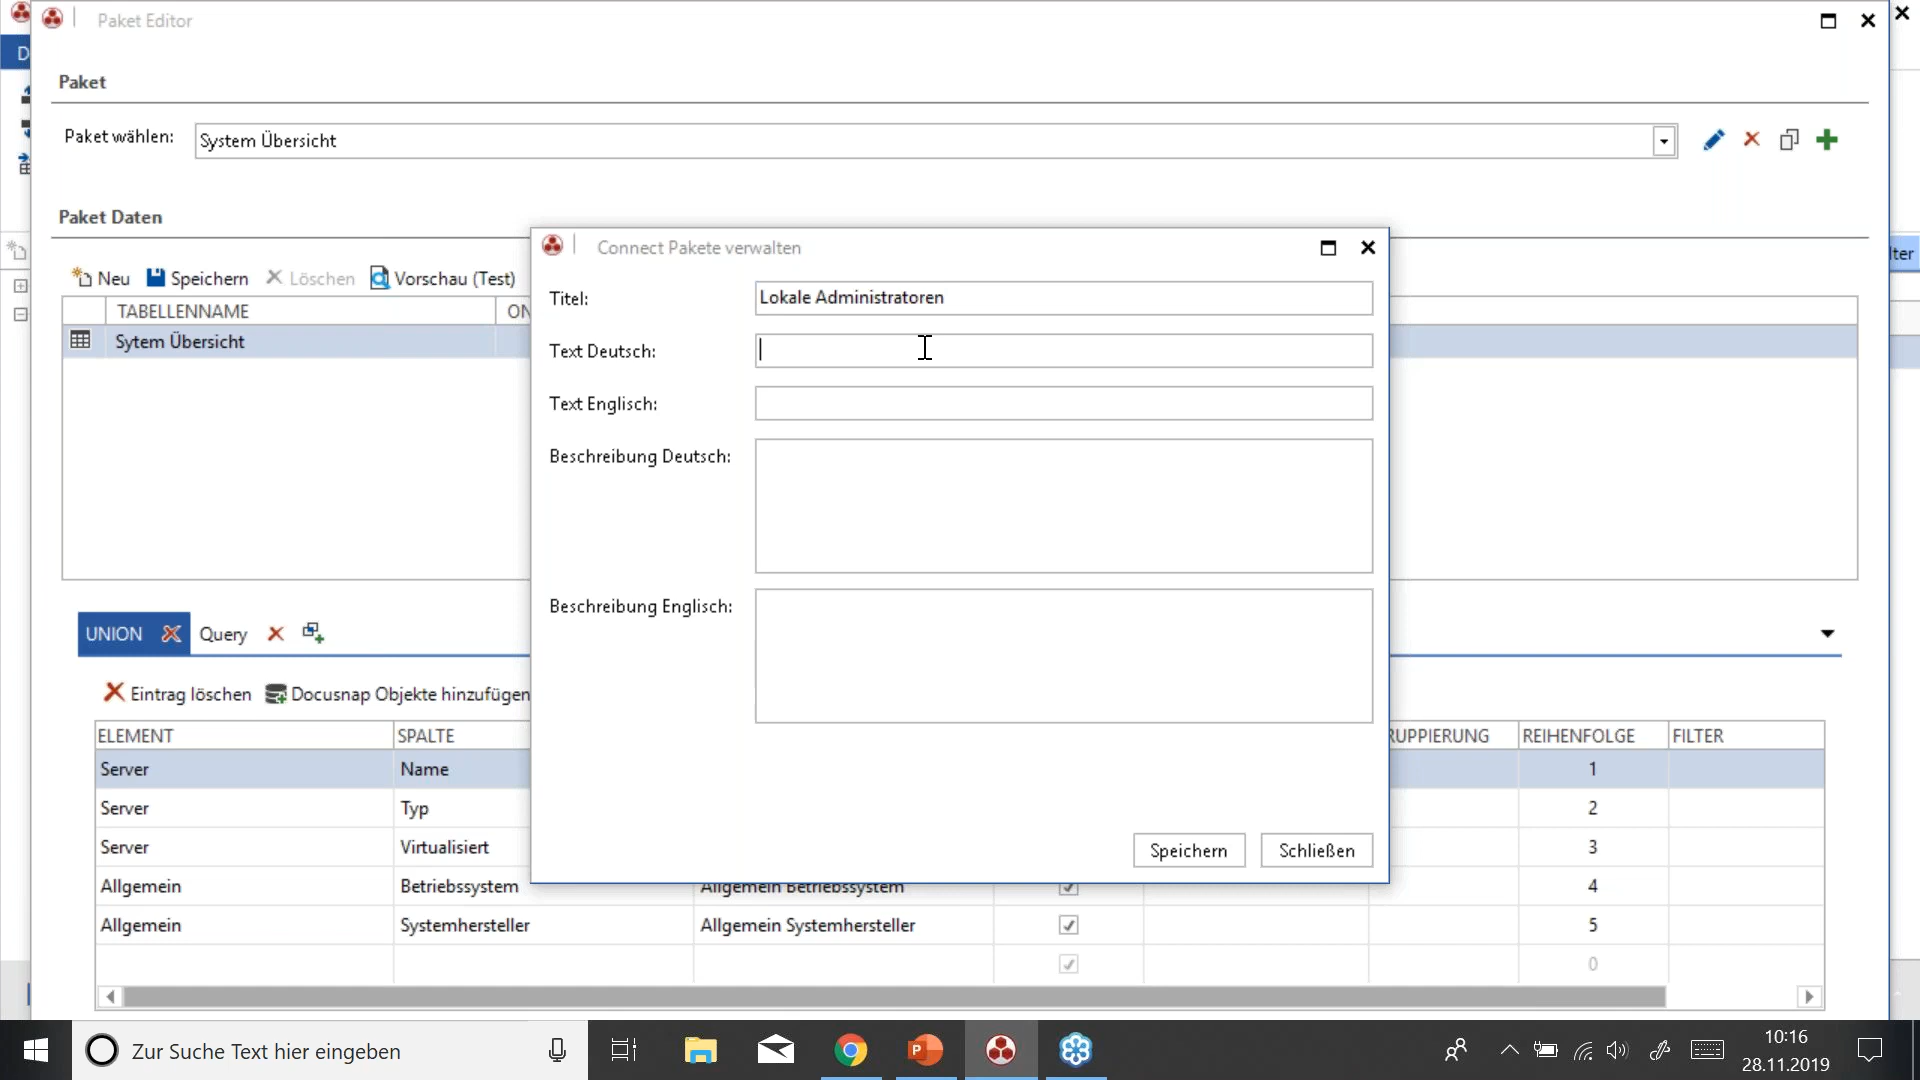 Paket Editor
D
Paket
Paket wählen:
System Übersicht
Paket Daten
lter
Neu
Speichern
Löschen
Vorschau (Test)
TABELLENNAME
ON
Sytem Übersicht
Connect Pakete verwalten
Titel:
Lokale Administratoren
Text Deutsch:
Text Englisch:
Beschreibung Deutsch:
Beschreibung Englisch:
Speichern
Schließen
UNION
Query
Eintrag löschen
Docusnap Objekte hinzufügen
ELEMENT SPALTE RUPPIERUNG REIHENFOLGE FILTER
Server Name 1
Server Typ 2
Server Virtualisiert 3
Allgemein Betriebssystem Allgemein Betriebssystem 4
Allgemein Systemhersteller Allgemein Systemhersteller 5
0
Zur Suche Text hier eingeben
10:16
28.11.2019